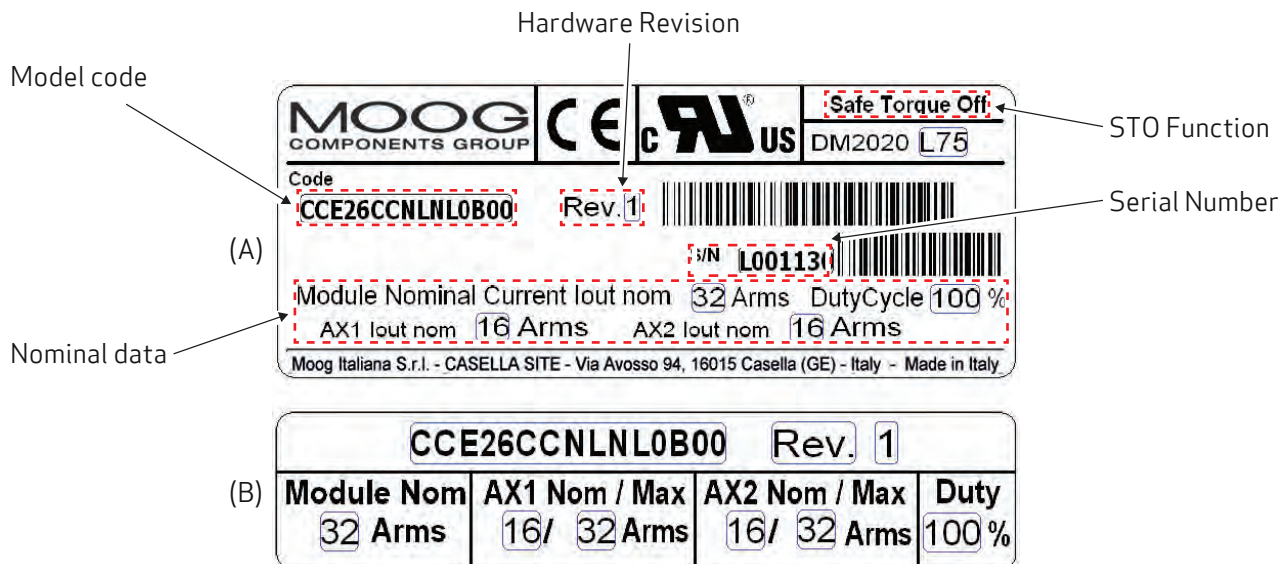 Hardware Revision
Model code
MOOG
COMPONENTS GROUP
CE
c RU US ®
Safe Torque Off
STO Function
DM2020 L75
Code
CCE26CCNLNL0B00 Rev. 1
Serial Number
(A)
S/N L00113
Module Nominal Current Iout nom 32 Arms DutyCycle 100 %
AX1 Iout nom 16 Arms AX2 Iout nom 16 Arms
Nominal data
Moog Italiana S.r.l. - CASELLA SITE - Via Avosso 94, 16015 Casella (GE) - Italy - Made in Italy
CCE26CCNLNL0B00 Rev. 1
(B)
Module Nom AX1 Nom / Max AX2 Nom / Max Duty
32 Arms 16/ 32 Arms 16/ 32 Arms 100 %